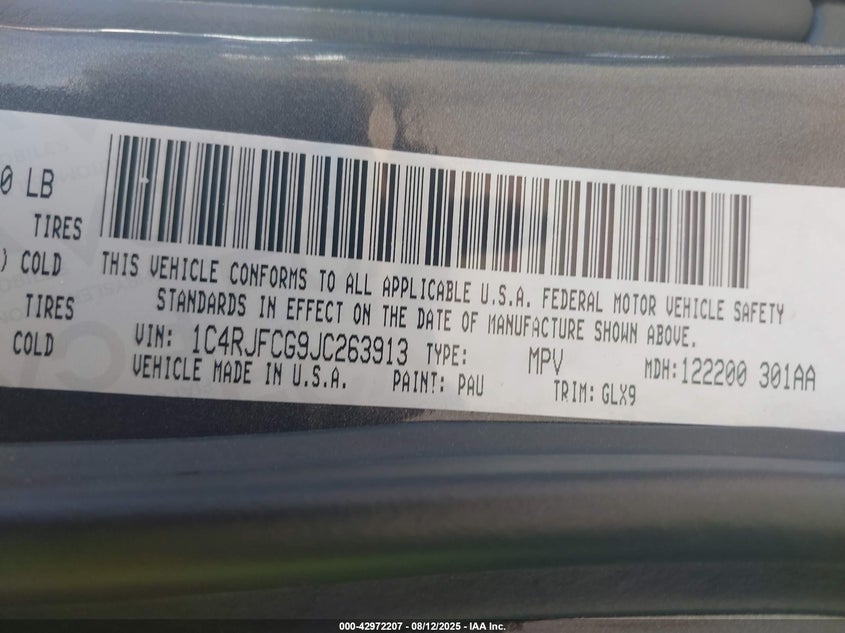 0 LB
TIRES
) COLD
TIRES
COLD
THIS VEHICLE CONFORMS TO ALL APPLICABLE U.S.A. FEDERAL MOTOR VEHICLE SAFETY
STANDARDS IN EFFECT ON THE DATE OF MANUFACTURE SHOWN ABOVE.
VIN: 1C4RJFCG9JC263913 TYPE: MPV MDH:122200 301AA
VEHICLE MADE IN U.S.A. PAINT: PAU TRIM: GLX9
000-42972207 - 08/12/2025 - IAA Inc.